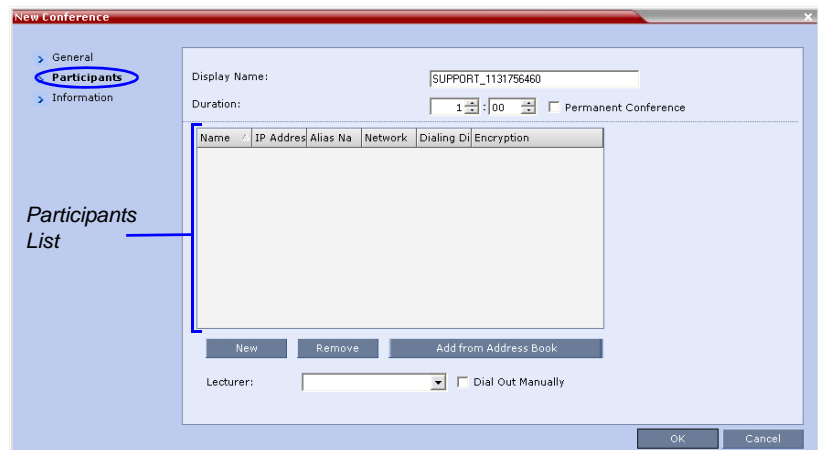 New Conference
General
Participants
Information
Display Name: SUPPORT_1131756460
Duration: 1 : 00 Permanent Conference
Name IP Addres Alias Na Network Dialing Di Encryption
Participants
List
New Remove Add from Address Book
Lecturer: Dial Out Manually
OK Cancel